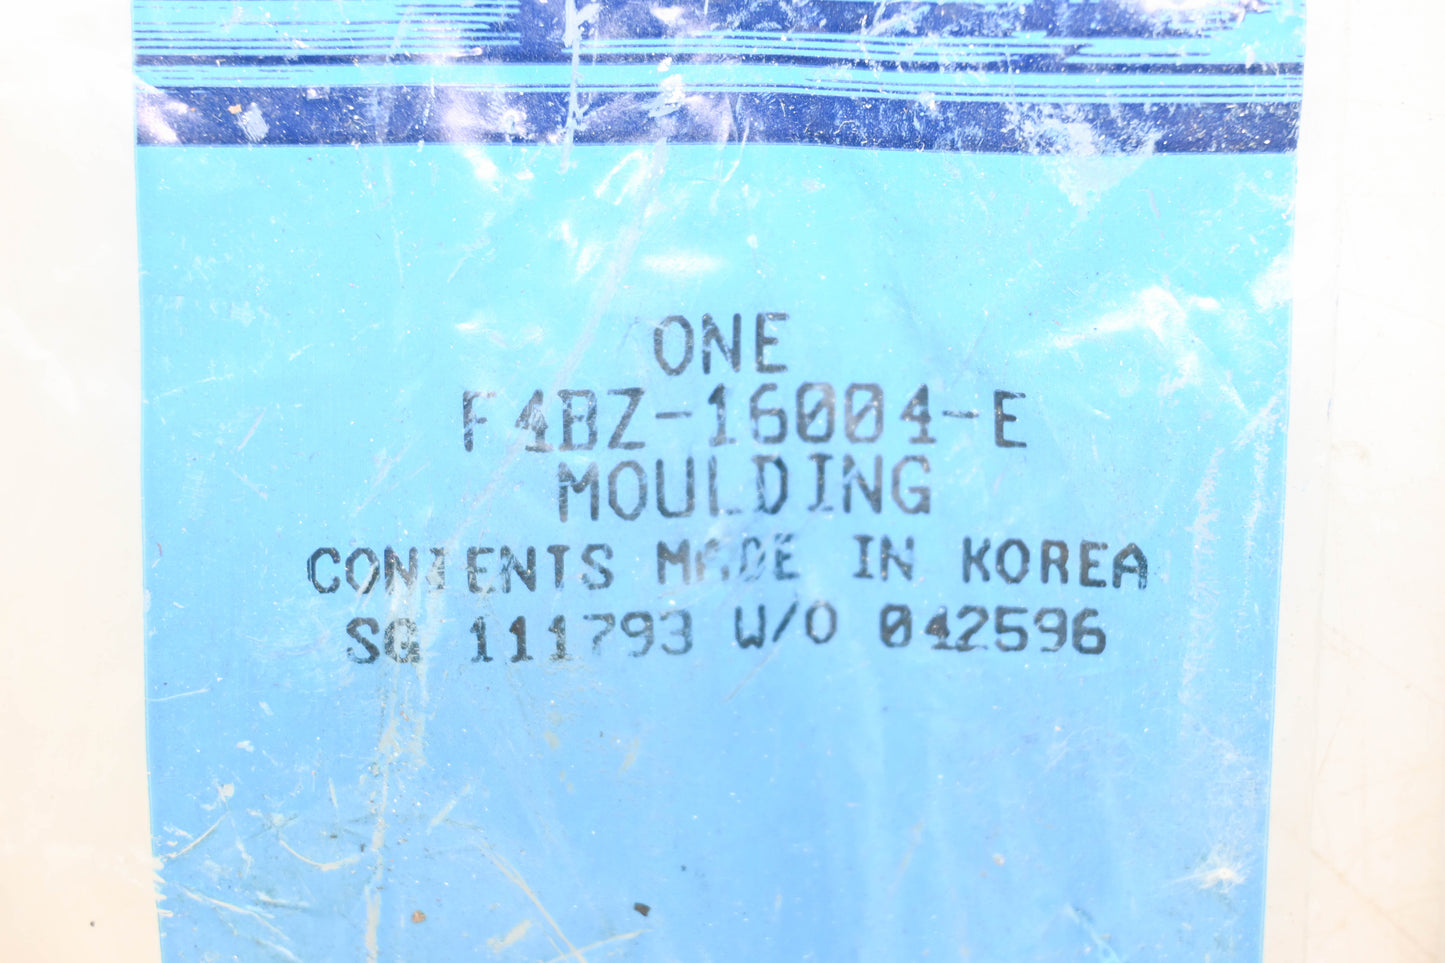 ONE
F4BZ-16004-E
MOULDING
CONTENTS MADE IN KOREA
SG 111793 W/O 042596